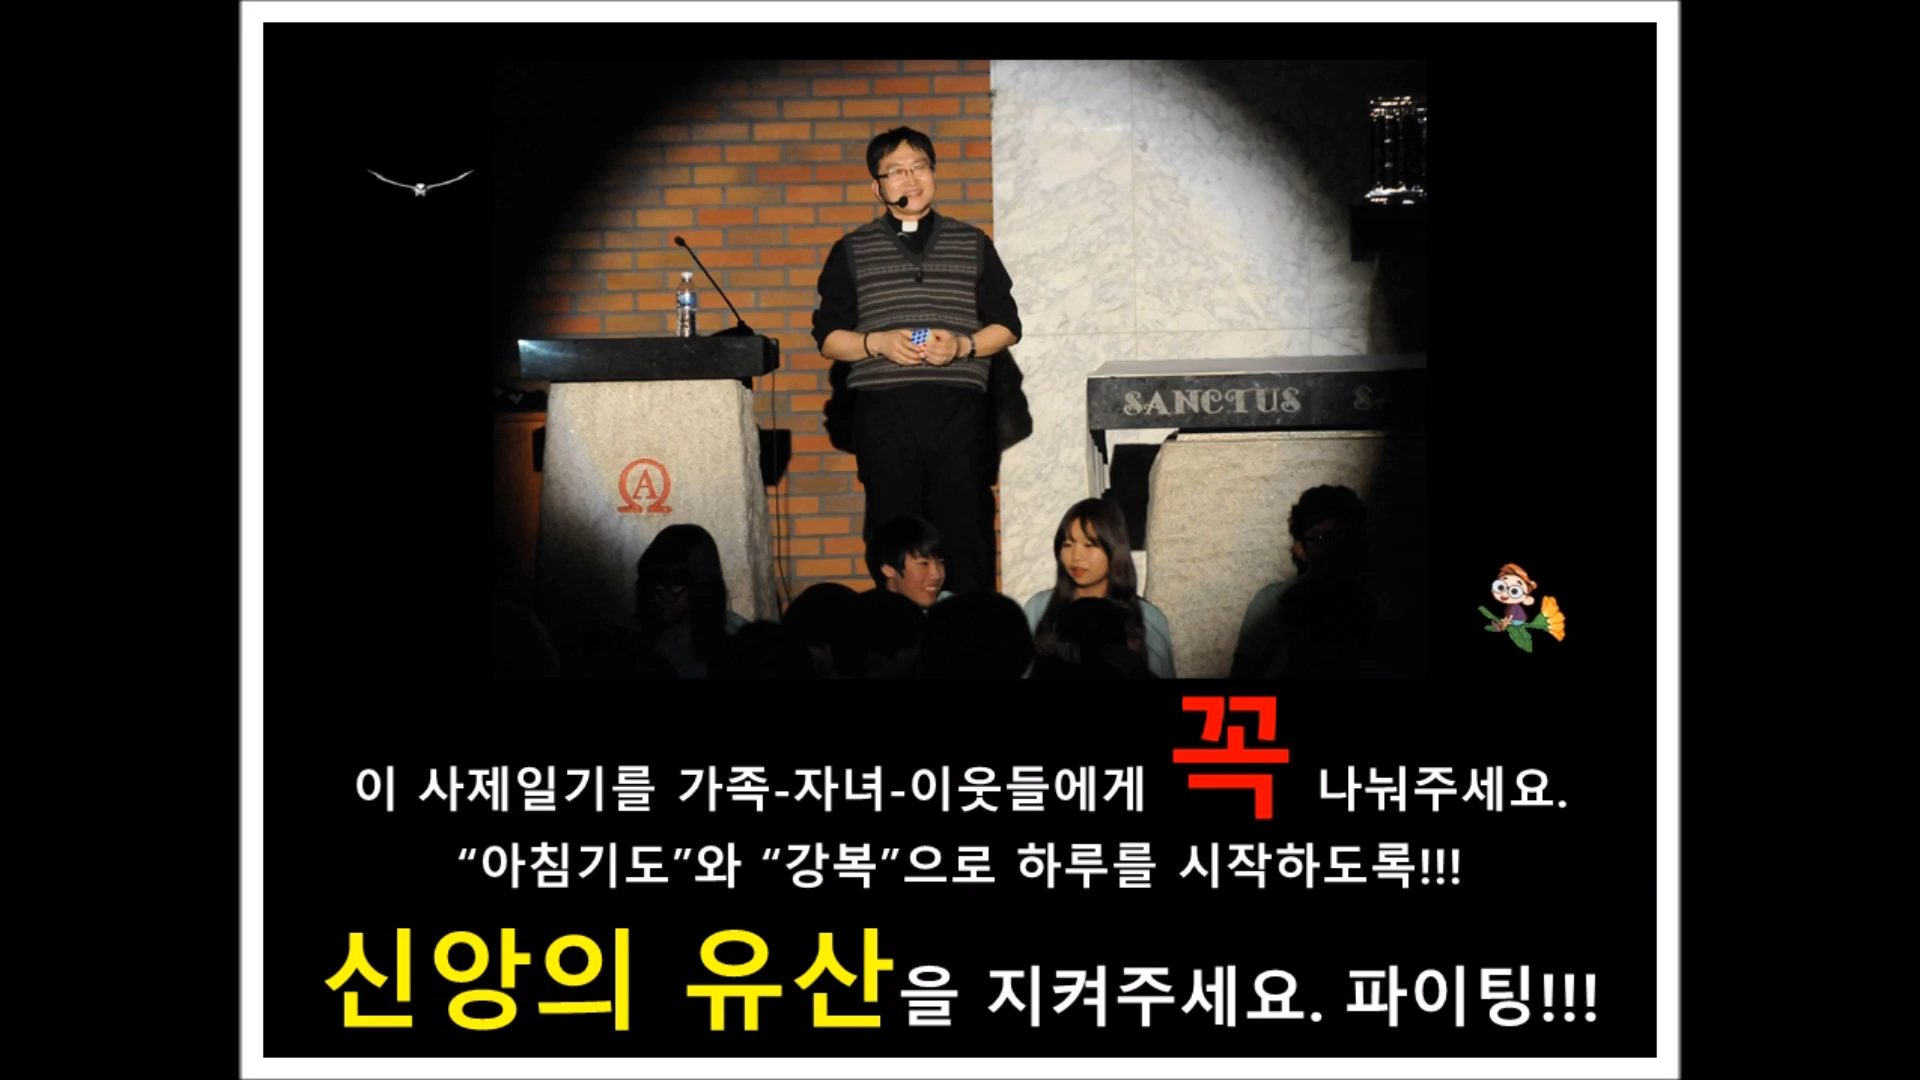 SANCTUS SA
A
Ω
이 사제일기를 가족-자녀-이웃들에게 꼭 나눠주세요.
“아침기도”와 “강복”으로 하루를 시작하도록!!!
신앙의 유산을 지켜주세요. 파이팅!!!